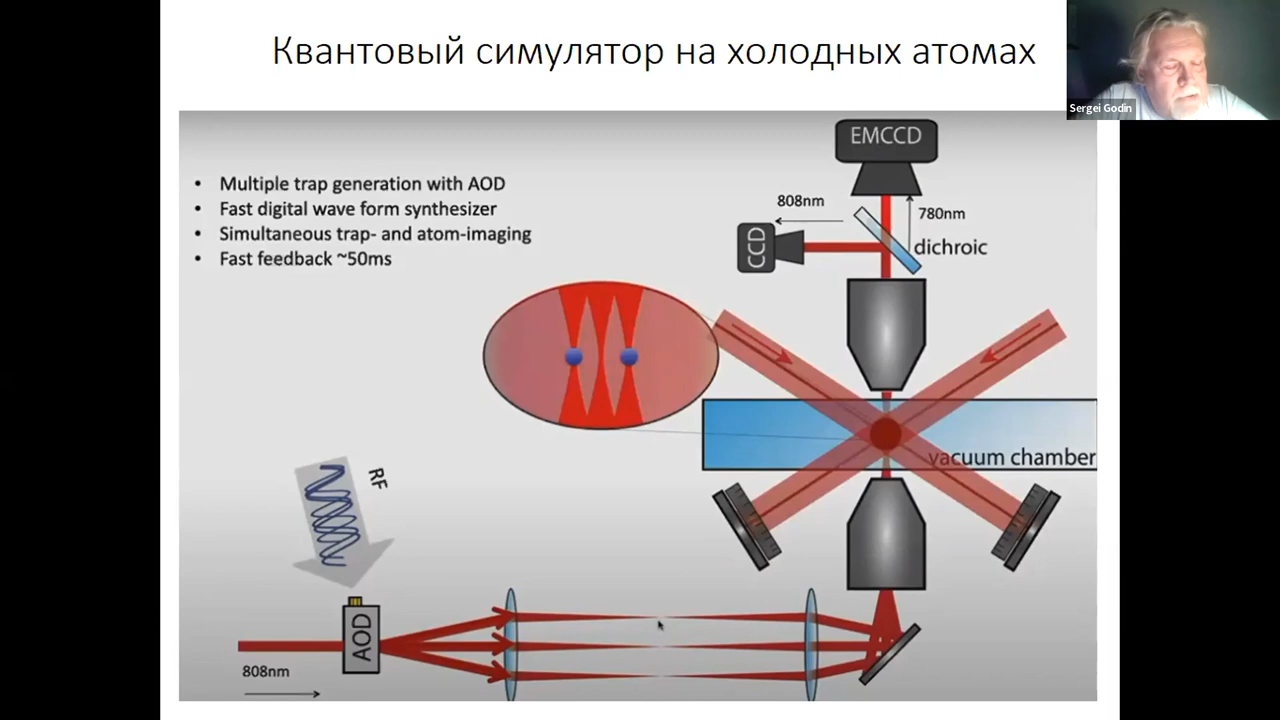 Квантовый симулятор на холодных атомах
Sergei Godin
• Multiple trap generation with AOD
• Fast digital wave form synthesizer
• Simultaneous trap- and atom-imaging
• Fast feedback ~50ms
EMCCD
808nm
780nm
CCD
dichroic
vacuum chamber
RF
AOD
808nm